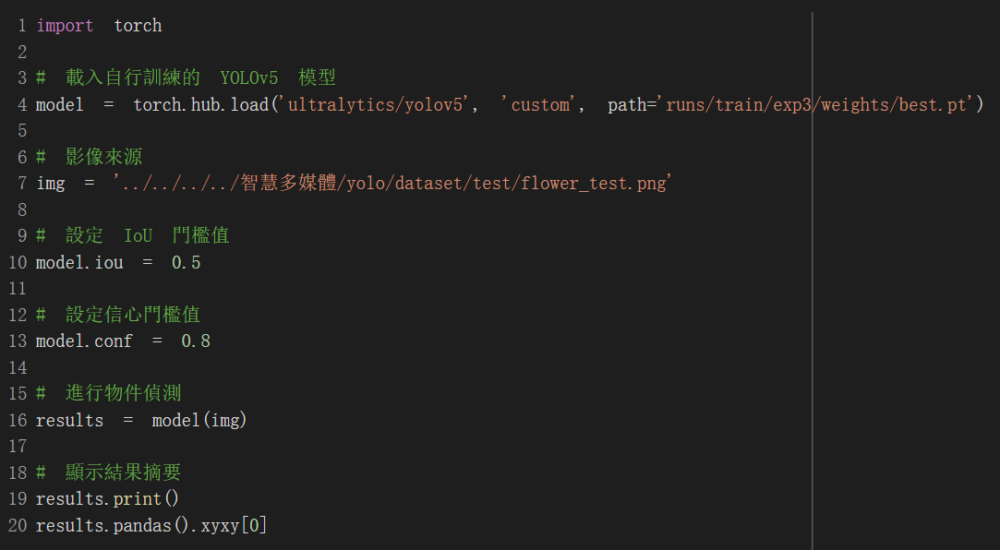 1 import torch
2
3 # 載入自行訓練的 YOLOv5 模型
4 model = torch.hub.load('ultralytics/yolov5', 'custom', path='runs/train/exp3/weights/best.pt')
5
6 # 影像來源
7 img = '../../../../智慧多媒體/yolo/dataset/test/flower_test.png'
8
9 # 設定 IoU 門檻值
10 model.iou = 0.5
11
12 # 設定信心門檻值
13 model.conf = 0.8
14
15 # 進行物件偵測
16 results = model(img)
17
18 # 顯示結果摘要
19 results.print()
20 results.pandas().xyxy[0]